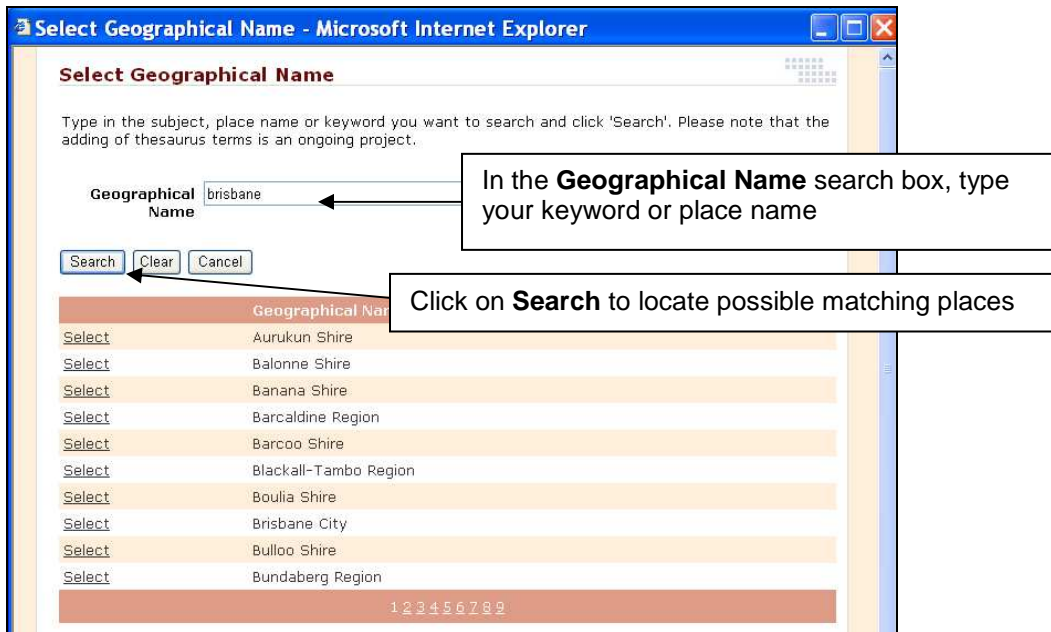 Select Geographical Name - Microsoft Internet Explorer
Select Geographical Name
Type in the subject, place name or keyword you want to search and click 'Search'. Please note that the
adding of thesaurus terms is an ongoing project.
Geographical
Name
brisbane
In the Geographical Name search box, type
your keyword or place name
Search Clear Cancel
Click on Search to locate possible matching places
Geographical
Select Aurukun Shire
Select Balonne Shire
Select Banana Shire
Select Barcaldine Region
Select Barcoo Shire
Select Blackall-Tambo Region
Select Boulia Shire
Select Brisbane City
Select Bulloo Shire
Select Bundaberg Region
1 2 3 4 5 6 7 8 9